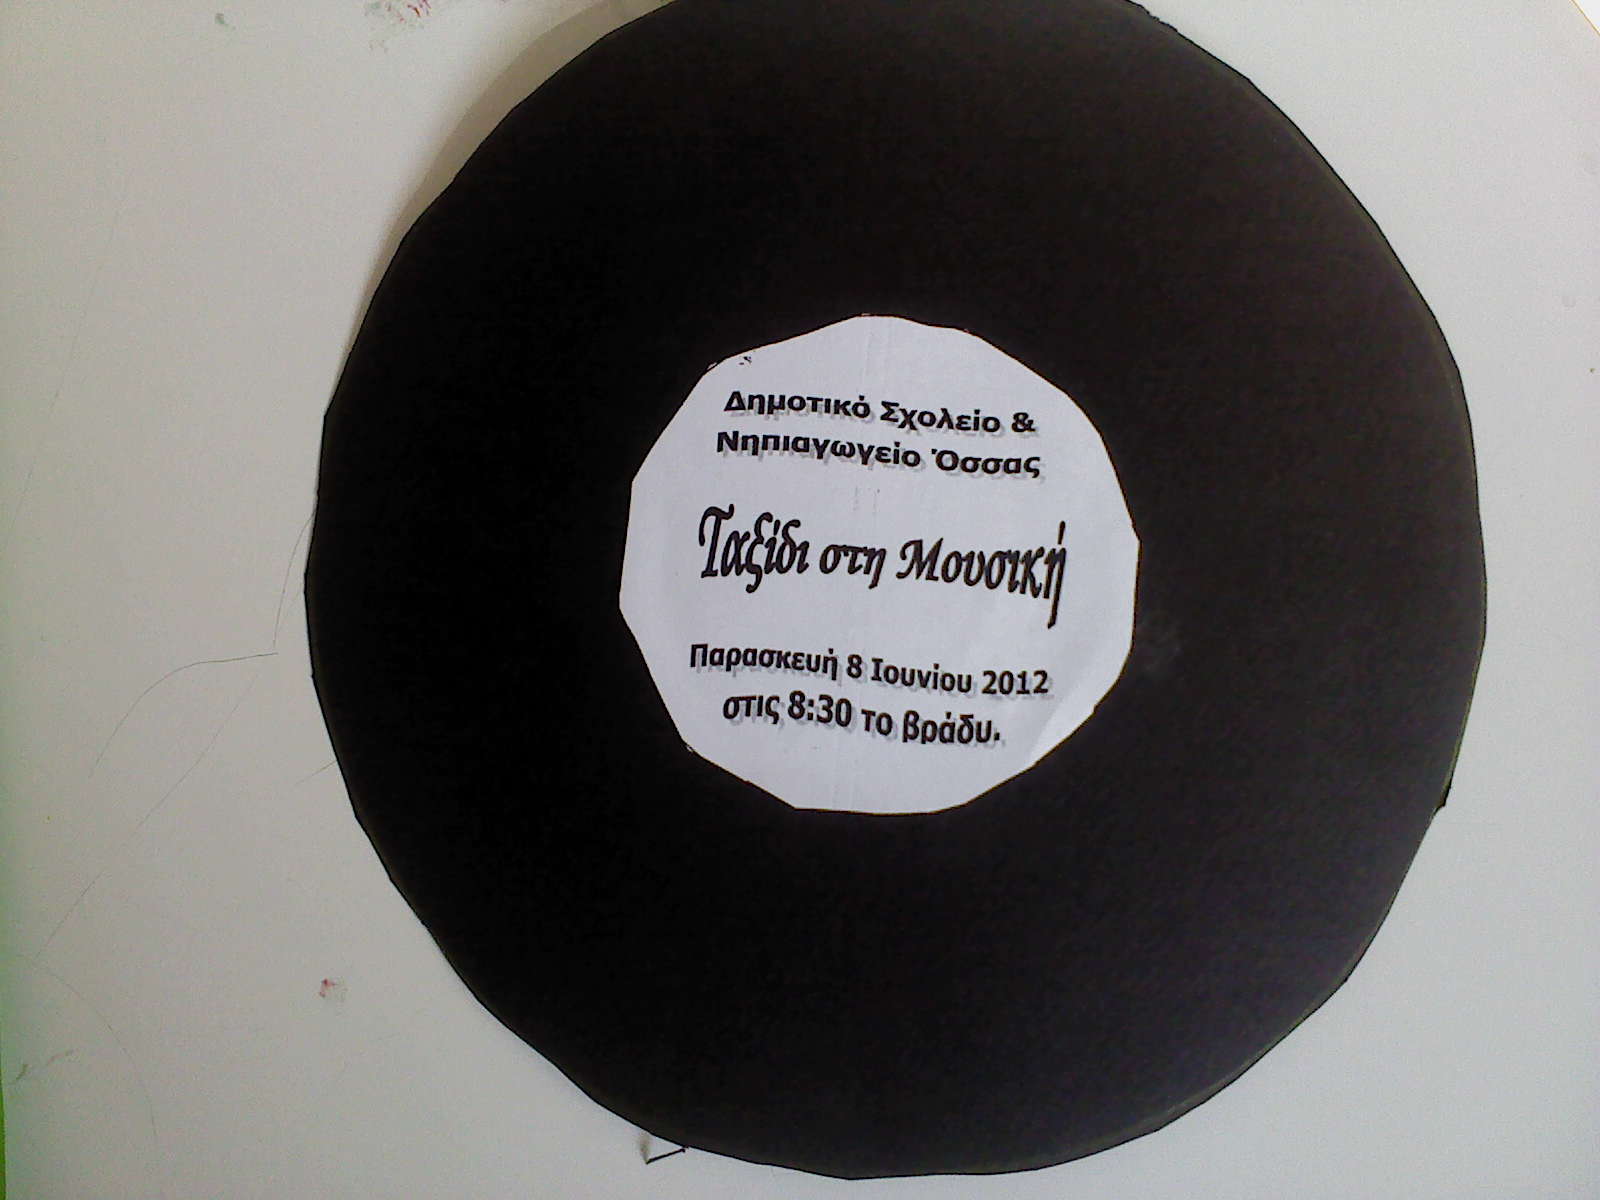 Δημοτικό Σχολείο &
Νηπιαγωγείο Όσσας
Ταξίδι στη Μουσική
Παρασκευή 8 Ιουνίου 2012
στις 8:30 το βράδυ.